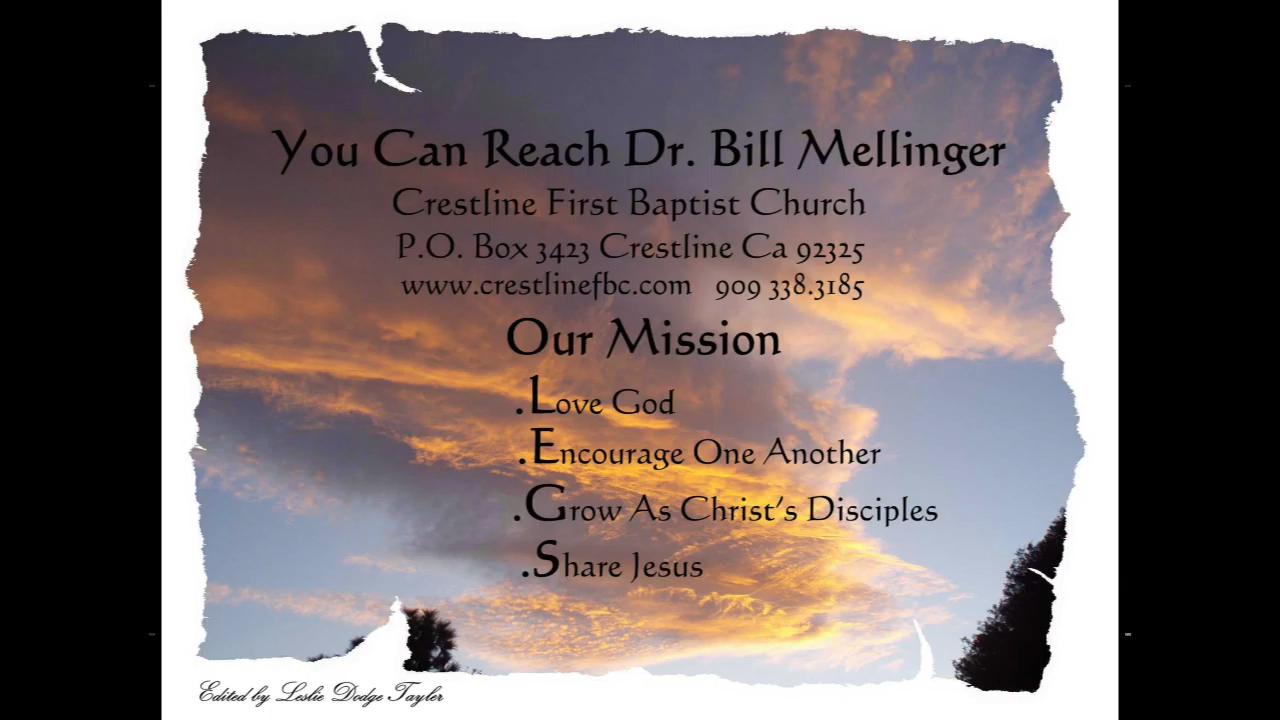 You Can Reach Dr. Bill Mellinger
Crestline First Baptist Church
P.O. Box 3423 Crestline Ca 92325
www.crestlinefbc.com 909 338.3185
Our Mission
.Love God
.Encourage One Another
.Grow As Christ's Disciples
.Share Jesus
Edited by Leslie Dodge Taylor